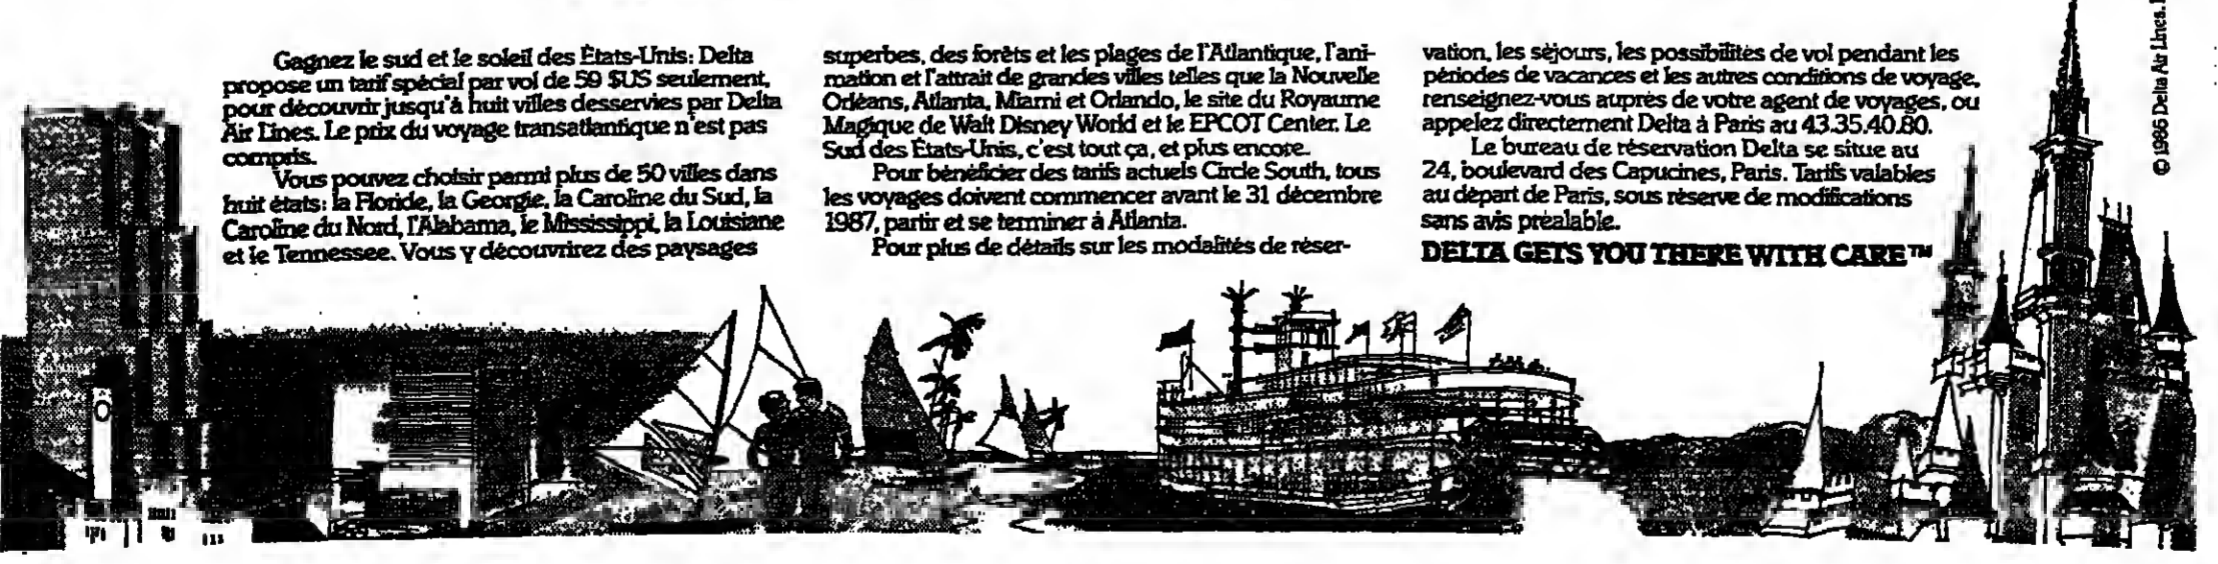 Gagnez le sud et le soleil des États-Unis: Delta
propose un tarif spécial par vol de 59 $US seulement,
pour découvrir jusqu'à huit villes desservies par Delta
Air Lines. Le prix du voyage transatlantique n'est pas
compris.
Vous pouvez choisir parmi plus de 50 villes dans
huit états: la Floride, la Georgie, la Caroline du Sud, la
Caroline du Nord, l'Alabama, le Mississippi, la Louisiane
et le Tennessee. Vous y découvrirez des paysages
superbes, des forêts et les plages de l'Atlantique, l'ani-
mation et l'attrait de grandes villes telles que la Nouvelle
Orléans, Atlanta, Miami et Orlando, le site du Royaume
Magique de Walt Disney World et le EPCOT Center. Le
Sud des États-Unis, c'est tout ça, et plus encore.
Pour bénéficier des tarifs actuels Circle South, tous
les voyages doivent commencer avant le 31 décembre
1987, partir et se terminer à Atlanta.
Pour plus de détails sur les modalités de réser-
vation, les séjours, les possibilités de vol pendant les
périodes de vacances et les autres conditions de voyage,
renseignez-vous auprès de votre agent de voyages, ou
appelez directement Delta à Paris au 43.35.40.80.
Le bureau de réservation Delta se situe au
24, boulevard des Capucines, Paris. Tarifs valables
au départ de Paris, sous réserve de modifications
sans avis préalable.
DELTA GETS YOU THERE WITH CARE™
© 1986 Delta Air Lines.